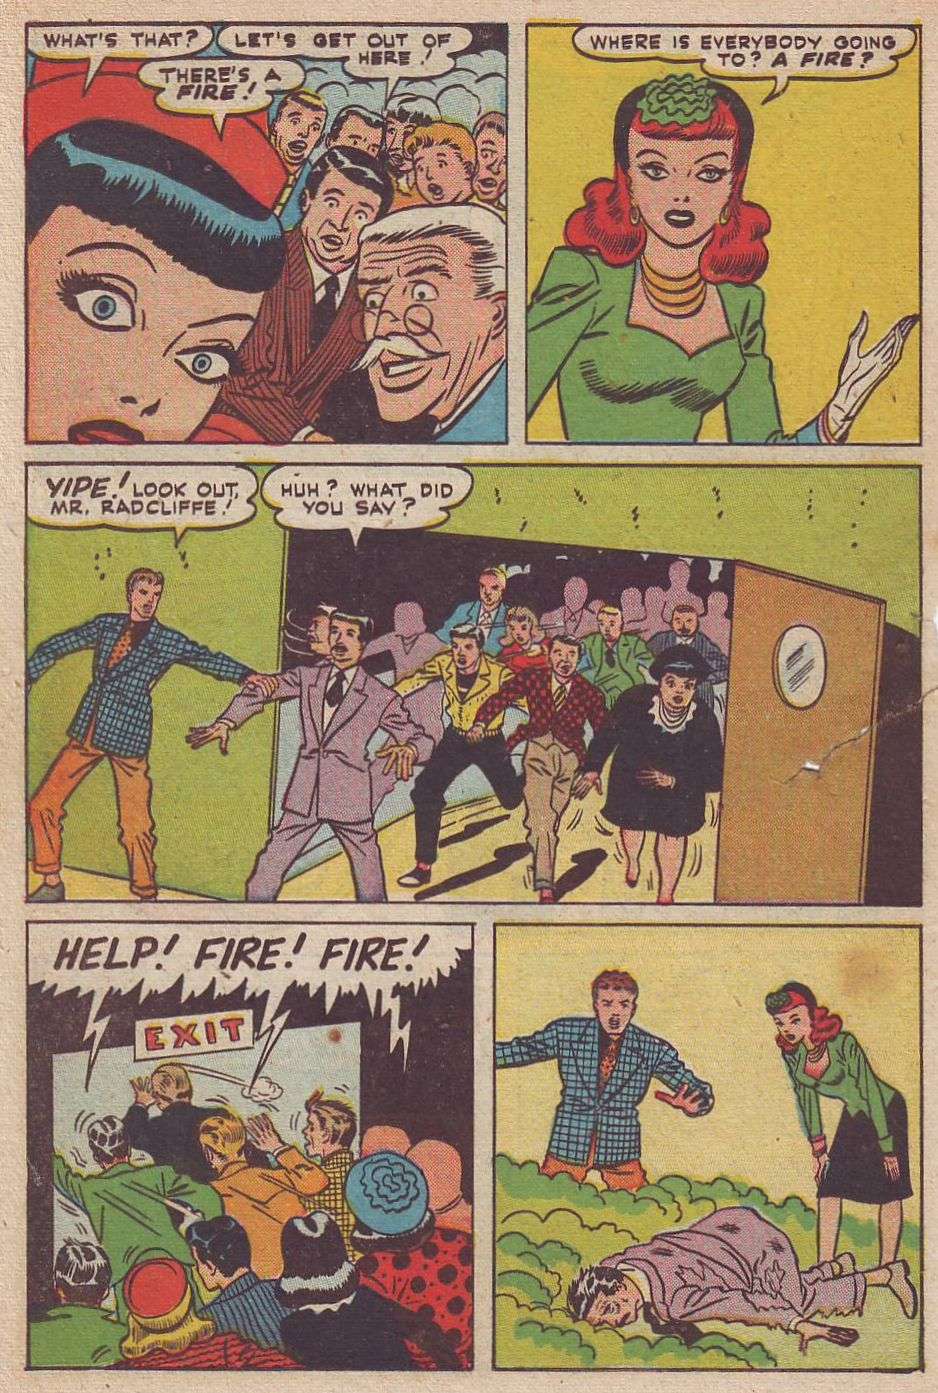 WHAT'S THAT?
THERE'S A
FIRE!
LET'S GET OUT OF
HERE!
WHERE IS EVERYBODY GOING
TO? A FIRE?
YIPE! LOOK OUT,
MR. RADCLIFFE!
HUH? WHAT DID
YOU SAY?
HELP! FIRE! FIRE!
EXIT